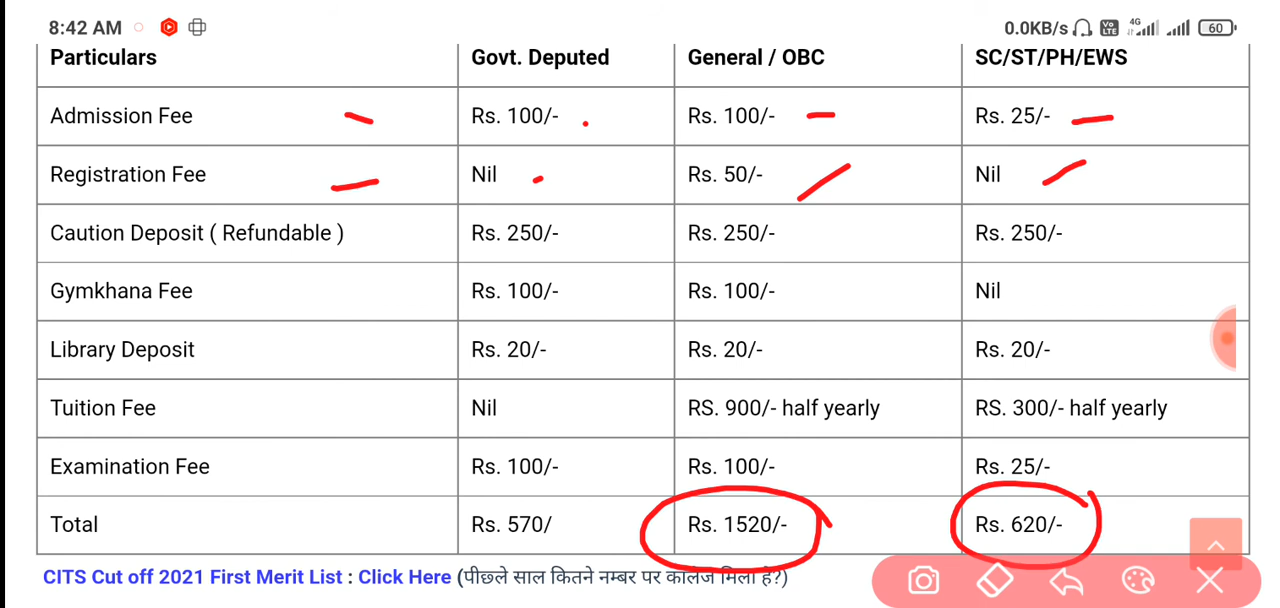 8:42 AM 0.0KB/s Vo LTE 4G 60
Particulars Govt. Deputed General / OBC SC/ST/PH/EWS
Admission Fee Rs. 100/- Rs. 100/- Rs. 25/-
Registration Fee Nil Rs. 50/- Nil
Caution Deposit ( Refundable ) Rs. 250/- Rs. 250/- Rs. 250/-
Gymkhana Fee Rs. 100/- Rs. 100/- Nil
Library Deposit Rs. 20/- Rs. 20/- Rs. 20/-
Tuition Fee Nil RS. 900/- half yearly RS. 300/- half yearly
Examination Fee Rs. 100/- Rs. 100/- Rs. 25/-
Total Rs. 570/ Rs. 1520/- Rs. 620/-
CITS Cut off 2021 First Merit List : Click Here (पीछ्ले साल कितने नम्बर पर कालेज मिला है?)